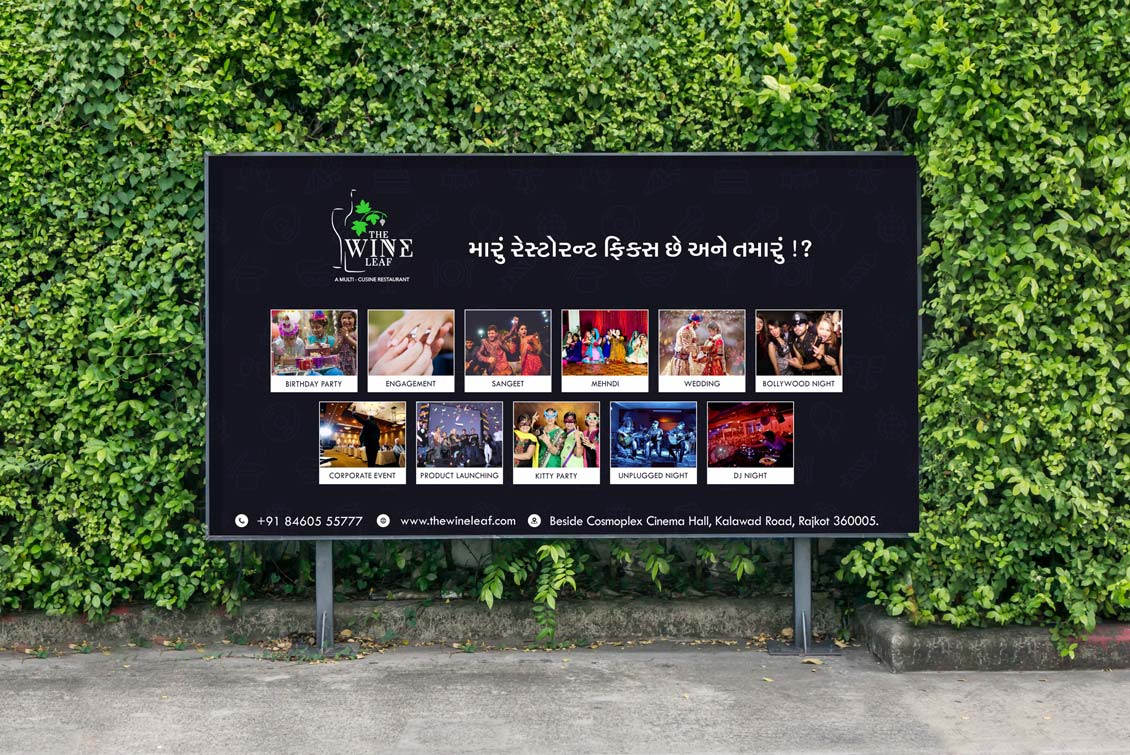 THE
WINE
LEAF
A MULTI - CUSINE RESTAURANT
મારું રેસ્ટોરન્ટ ફિક્સ છે અને તમારું !?
BIRTHDAY PARTY
ENGAGEMENT
SANGEET
MEHNDI
WEDDING
BOLLYWOOD NIGHT
CORPORATE EVENT
PRODUCT LAUNCHING
KITTY PARTY
UNPLUGGED NIGHT
DJ NIGHT
+91 84605 55777
www.thewineleaf.com
Beside Cosmoplex Cinema Hall, Kalawad Road, Rajkot 360005.